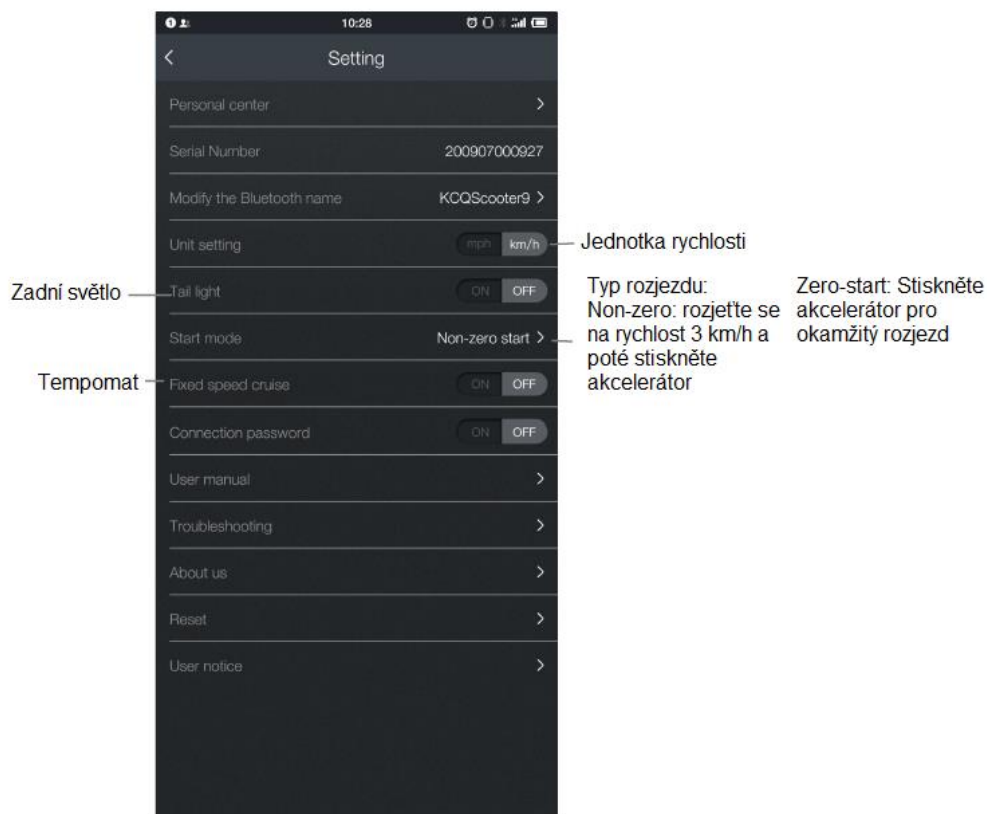 10:28
Setting
Personal center
Serial Number 200907000927
Modify the Bluetooth name KCQScooter9
Unit setting mph km/h
Jednotka rychlosti
Zadní světlo
Tail light ON OFF
Typ rozjezdu:
Non-zero: rozjeťte se
na rychlost 3 km/h a
poté stiskněte
akcelerátor
Zero-start: Stiskněte
akcelerátor pro
okamžitý rozjezd
Start mode Non-zero start
Tempomat
Fixed speed cruise ON OFF
Connection password ON OFF
User manual
Troubleshooting
About us
Reset
User notice